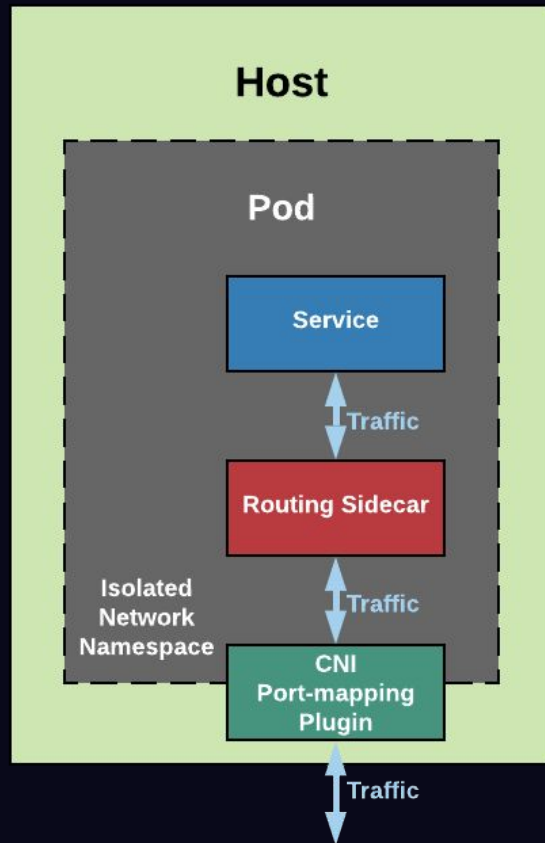 Host
Pod
Service
Traffic
Routing Sidecar
Traffic
Isolated
Network
Namespace
CNI
Port-mapping
Plugin
Traffic